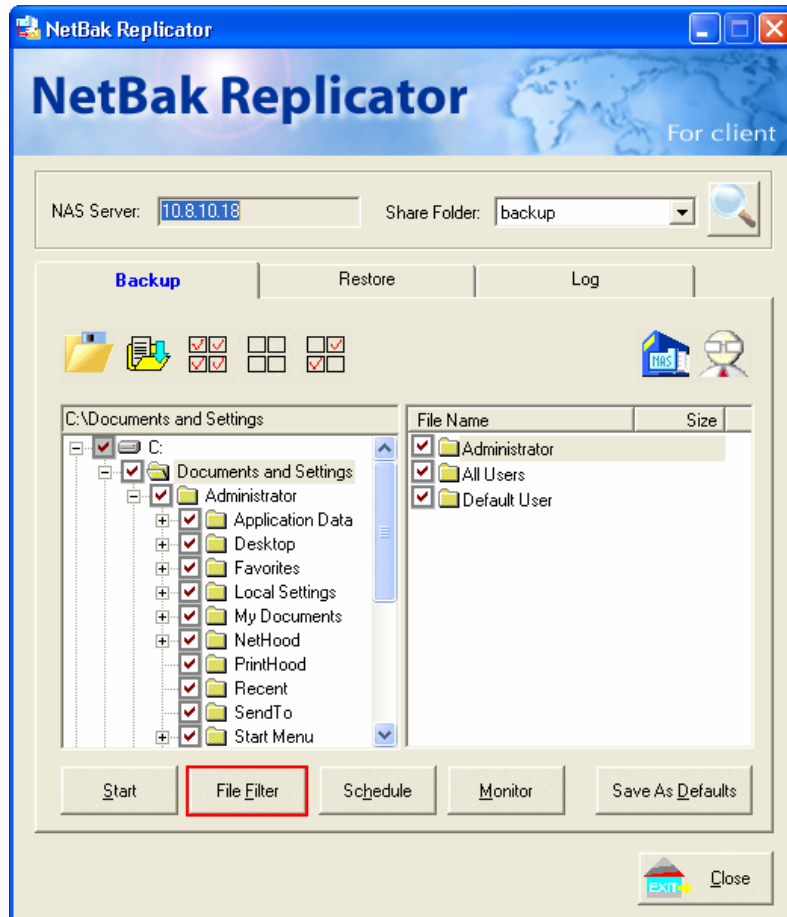 NetBak Replicator
NetBak Replicator
For client
NAS Server: 10.8.10.18 Share Folder: backup
Backup Restore Log
NAS
C:\Documents and Settings
File Name Size
C:
Documents and Settings
Administrator
Application Data
Desktop
Favorites
Local Settings
My Documents
NetHood
PrintHood
Recent
SendTo
Start Menu
Administrator
All Users
Default User
Start File Filter Schedule Monitor Save As Defaults
EXIT Close